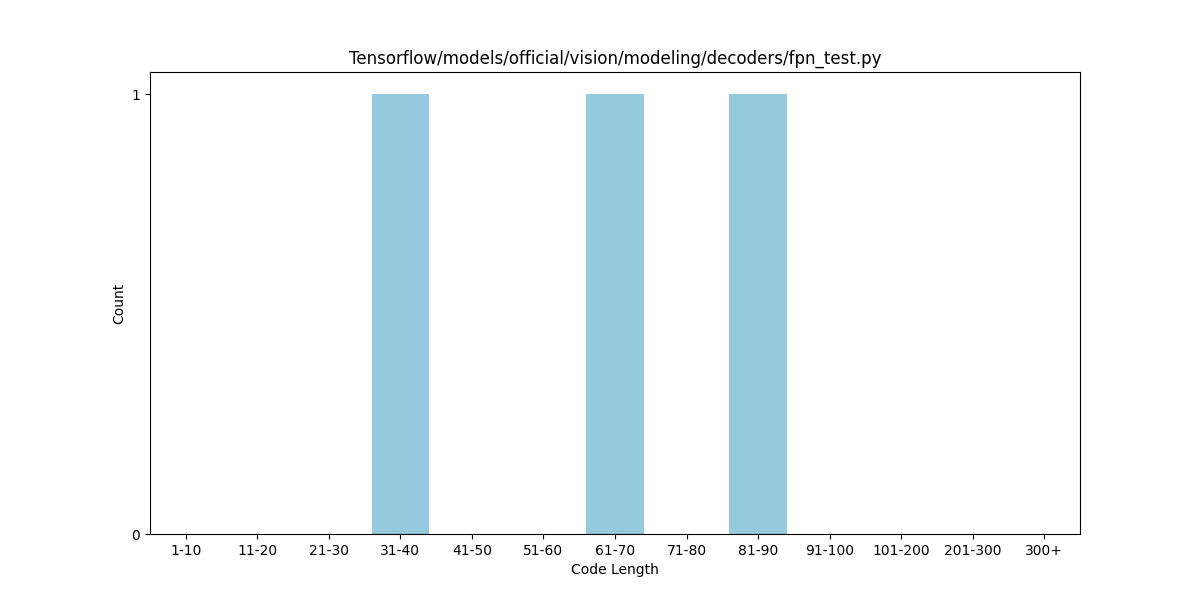 Tensorflow/models/official/vision/modeling/decoders/fpn_test.py
1
Count
0
1-10 11-20 21-30 31-40 41-50 51-60 61-70 71-80 81-90 91-100 101-200 201-300 300+
Code Length